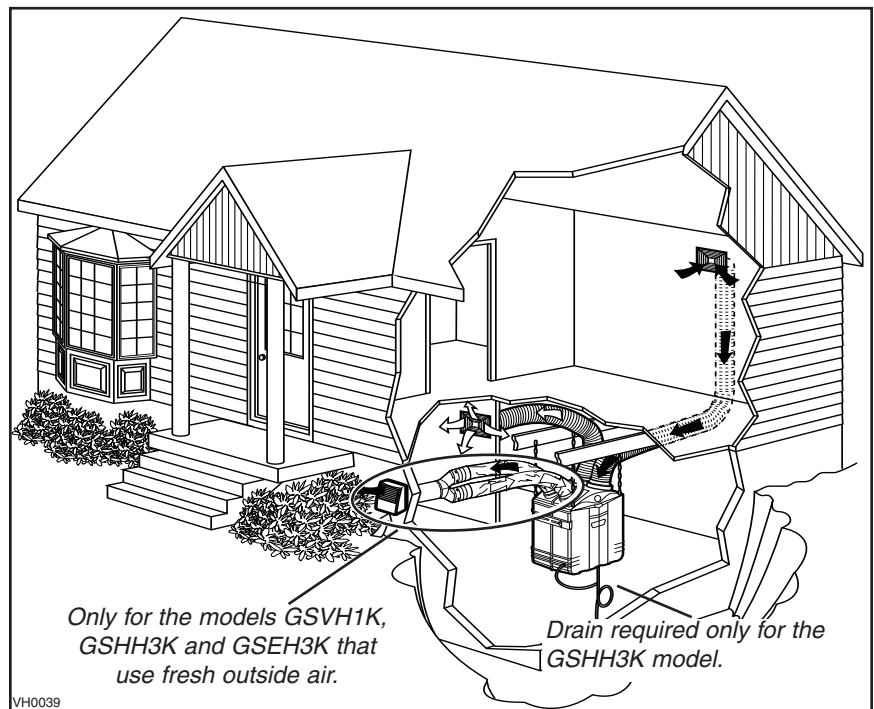 Only for the models GSVH1K,
GSHH3K and GSEH3K that
use fresh outside air.
Drain required only for the
GSHH3K model.
VH0039